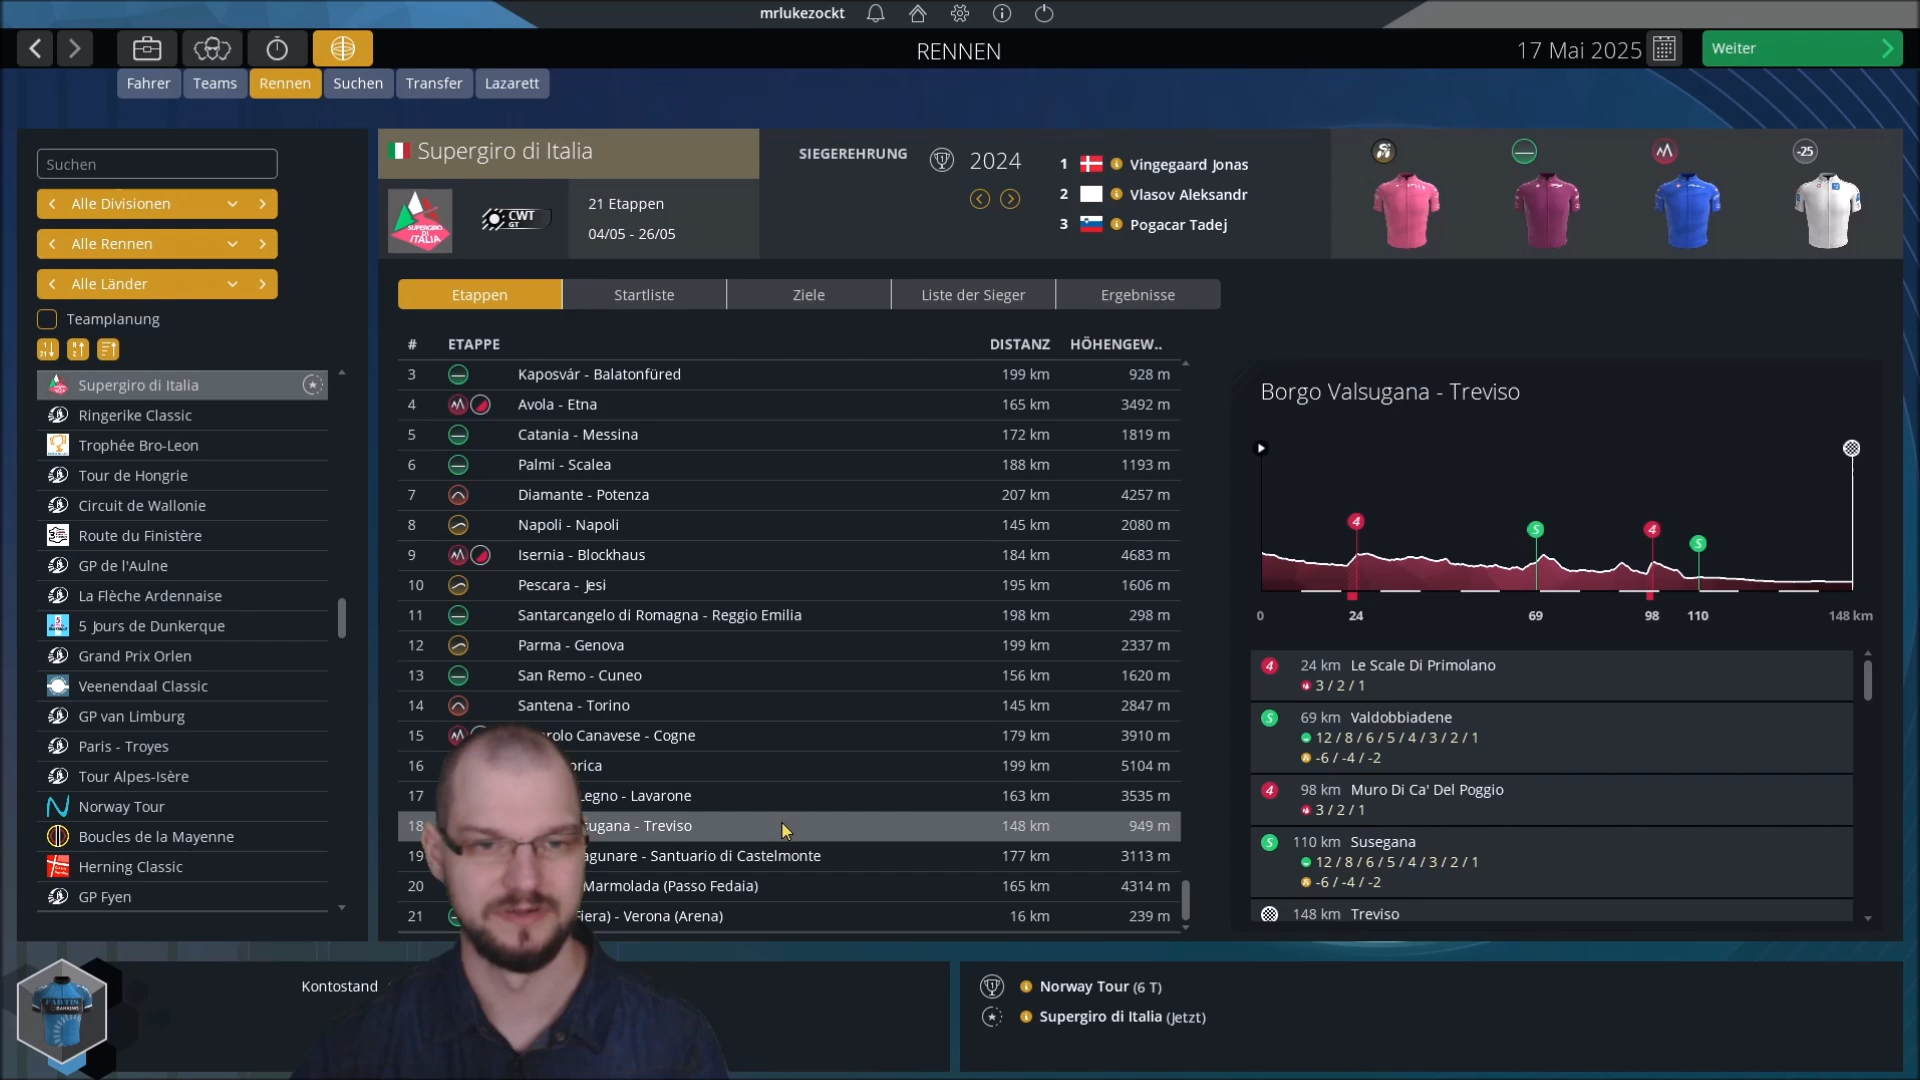 mrlukezockt
RENNEN
17 Mai 2025
Weiter
Fahrer
Teams
Rennen
Suchen
Transfer
Lazarett
Suchen
Alle Divisionen
Alle Rennen
Alle Länder
Teamplanung
Supergiro di Italia
Ringerike Classic
Trophée Bro-Leon
Tour de Hongrie
Circuit de Wallonie
Route du Finistère
GP de l'Aulne
La Flèche Ardennaise
5 Jours de Dunkerque
Grand Prix Orlen
Veenendaal Classic
GP van Limburg
Paris - Troyes
Tour Alpes-Isère
Norway Tour
Boucles de la Mayenne
Herning Classic
GP Fyen
Supergiro di Italia
SUPERGIRO DI ITALIA
CWT GT
21 Etappen
04/05 - 26/05
SIEGEREHRUNG
2024
1 Vingegaard Jonas
2 Vlasov Aleksandr
3 Pogacar Tadej
-25
Etappen
Startliste
Ziele
Liste der Sieger
Ergebnisse
# ETAPPE DISTANZ HÖHENGEW..
3 Kaposvár - Balatonfüred 199 km 928 m
4 Avola - Etna 165 km 3492 m
5 Catania - Messina 172 km 1819 m
6 Palmi - Scalea 188 km 1193 m
7 Diamante - Potenza 207 km 4257 m
8 Napoli - Napoli 145 km 2080 m
9 Isernia - Blockhaus 184 km 4683 m
10 Pescara - Jesi 195 km 1606 m
11 Santarcangelo di Romagna - Reggio Emilia 198 km 298 m
12 Parma - Genova 199 km 2337 m
13 San Remo - Cuneo 156 km 1620 m
14 Santena - Torino 145 km 2847 m
15 Canavese - Cogne 179 km 3910 m
16 199 km 5104 m
17 Legno - Lavarone 163 km 3535 m
18 - Treviso 148 km 949 m
19 - Santuario di Castelmonte 177 km 3113 m
20 Marmolada (Passo Fedaia) 165 km 4314 m
21 Fiera) - Verona (Arena) 16 km 239 m
Borgo Valsugana - Treviso
4 S 4 S
0 24 69 98 110 148 km
4 24 km Le Scale Di Primolano
3 / 2 / 1
S 69 km Valdobbiadene
12 / 8 / 6 / 5 / 4 / 3 / 2 / 1
-6 / -4 / -2
4 98 km Muro Di Ca' Del Poggio
3 / 2 / 1
S 110 km Susegana
12 / 8 / 6 / 5 / 4 / 3 / 2 / 1
-6 / -4 / -2
148 km Treviso
Kontostand
Norway Tour (6 T)
Supergiro di Italia (Jetzt)